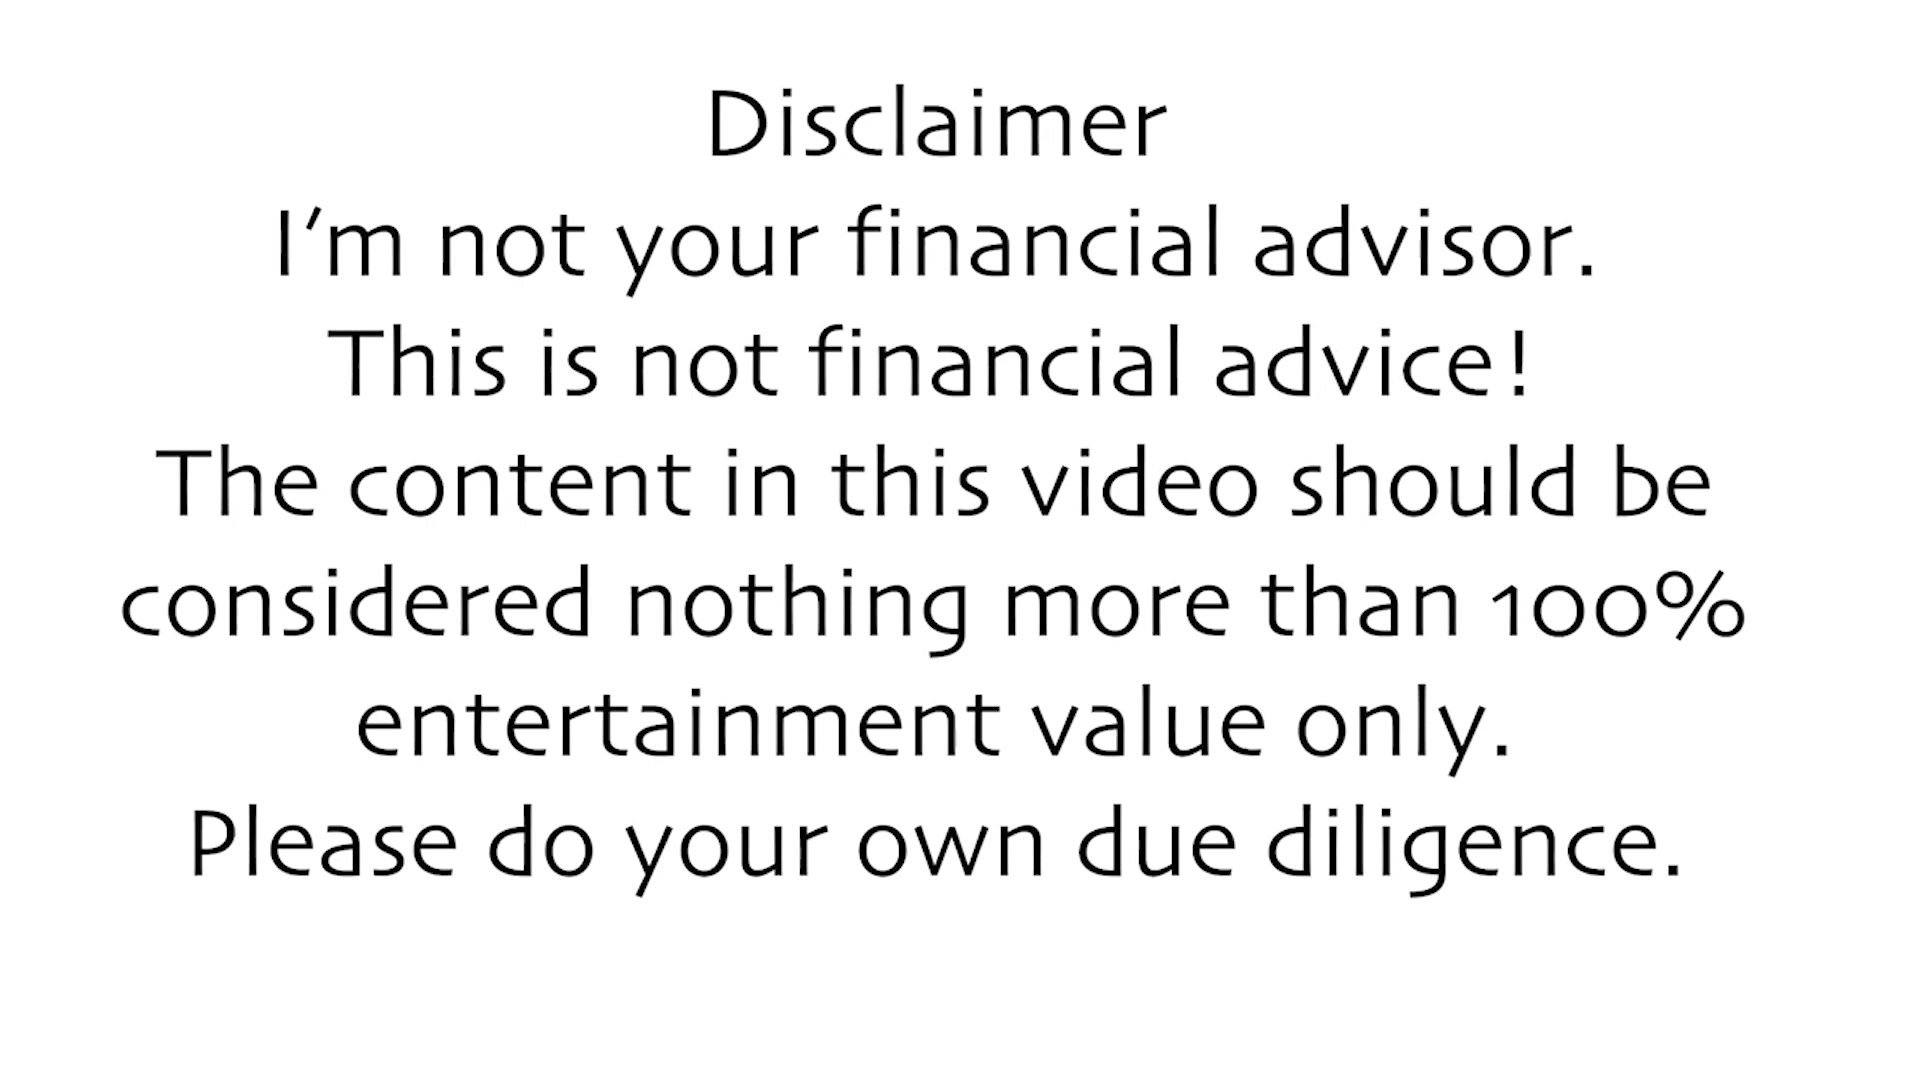 Disclaimer
I'm not your financial advisor.
This is not financial advice!
The content in this video should be
considered nothing more than 100%
entertainment value only.
Please do your own due diligence.